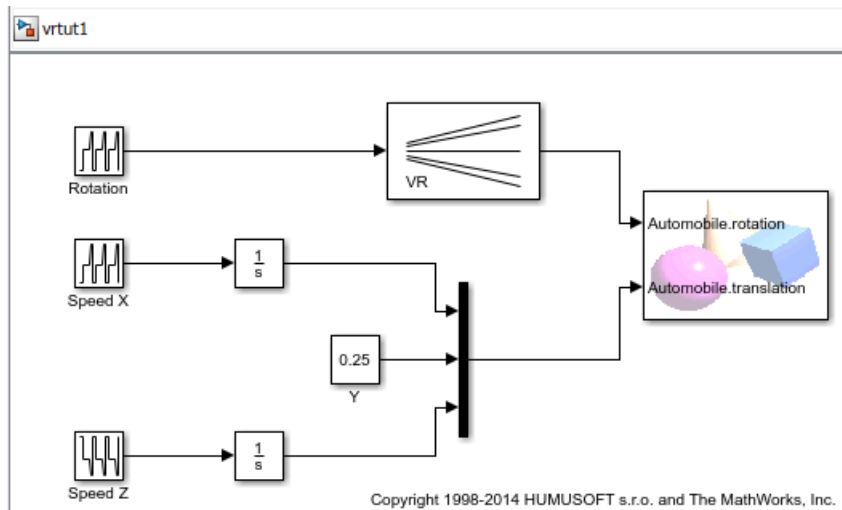 vrtut1
Rotation
VR
Automobile.rotation
Speed X
1
s
Automobile.translation
0.25
Y
Speed Z
1
s
Copyright 1998-2014 HUMUSOFT s.r.o. and The MathWorks, Inc.